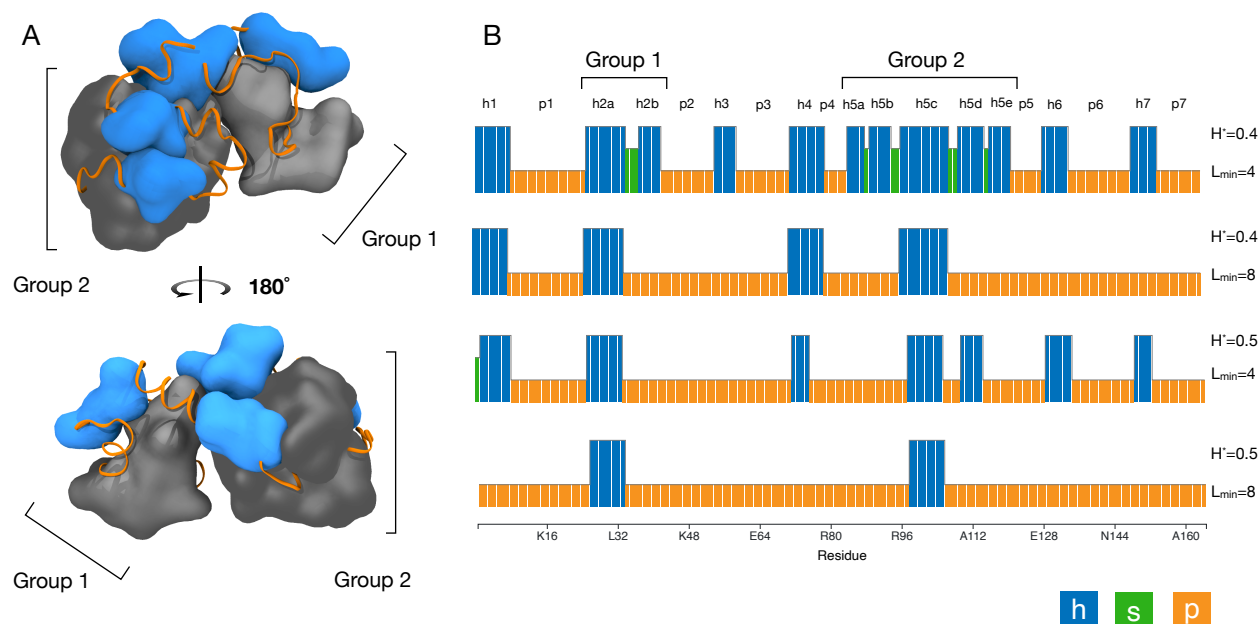 A
Group 2
Group 1
180°
Group 1
Group 2
B
Group 1
Group 2
h1 p1 h2a h2b p2 h3 p3 h4 p4 h5a h5b h5c h5d h5e p5 h6 p6 h7 p7
H*=0.4
Lmin=4
H*=0.4
Lmin=8
H*=0.5
Lmin=4
H*=0.5
Lmin=8
K16 L32 K48 E64 R80 R96 A112 E128 N144 A160
Residue
h s p